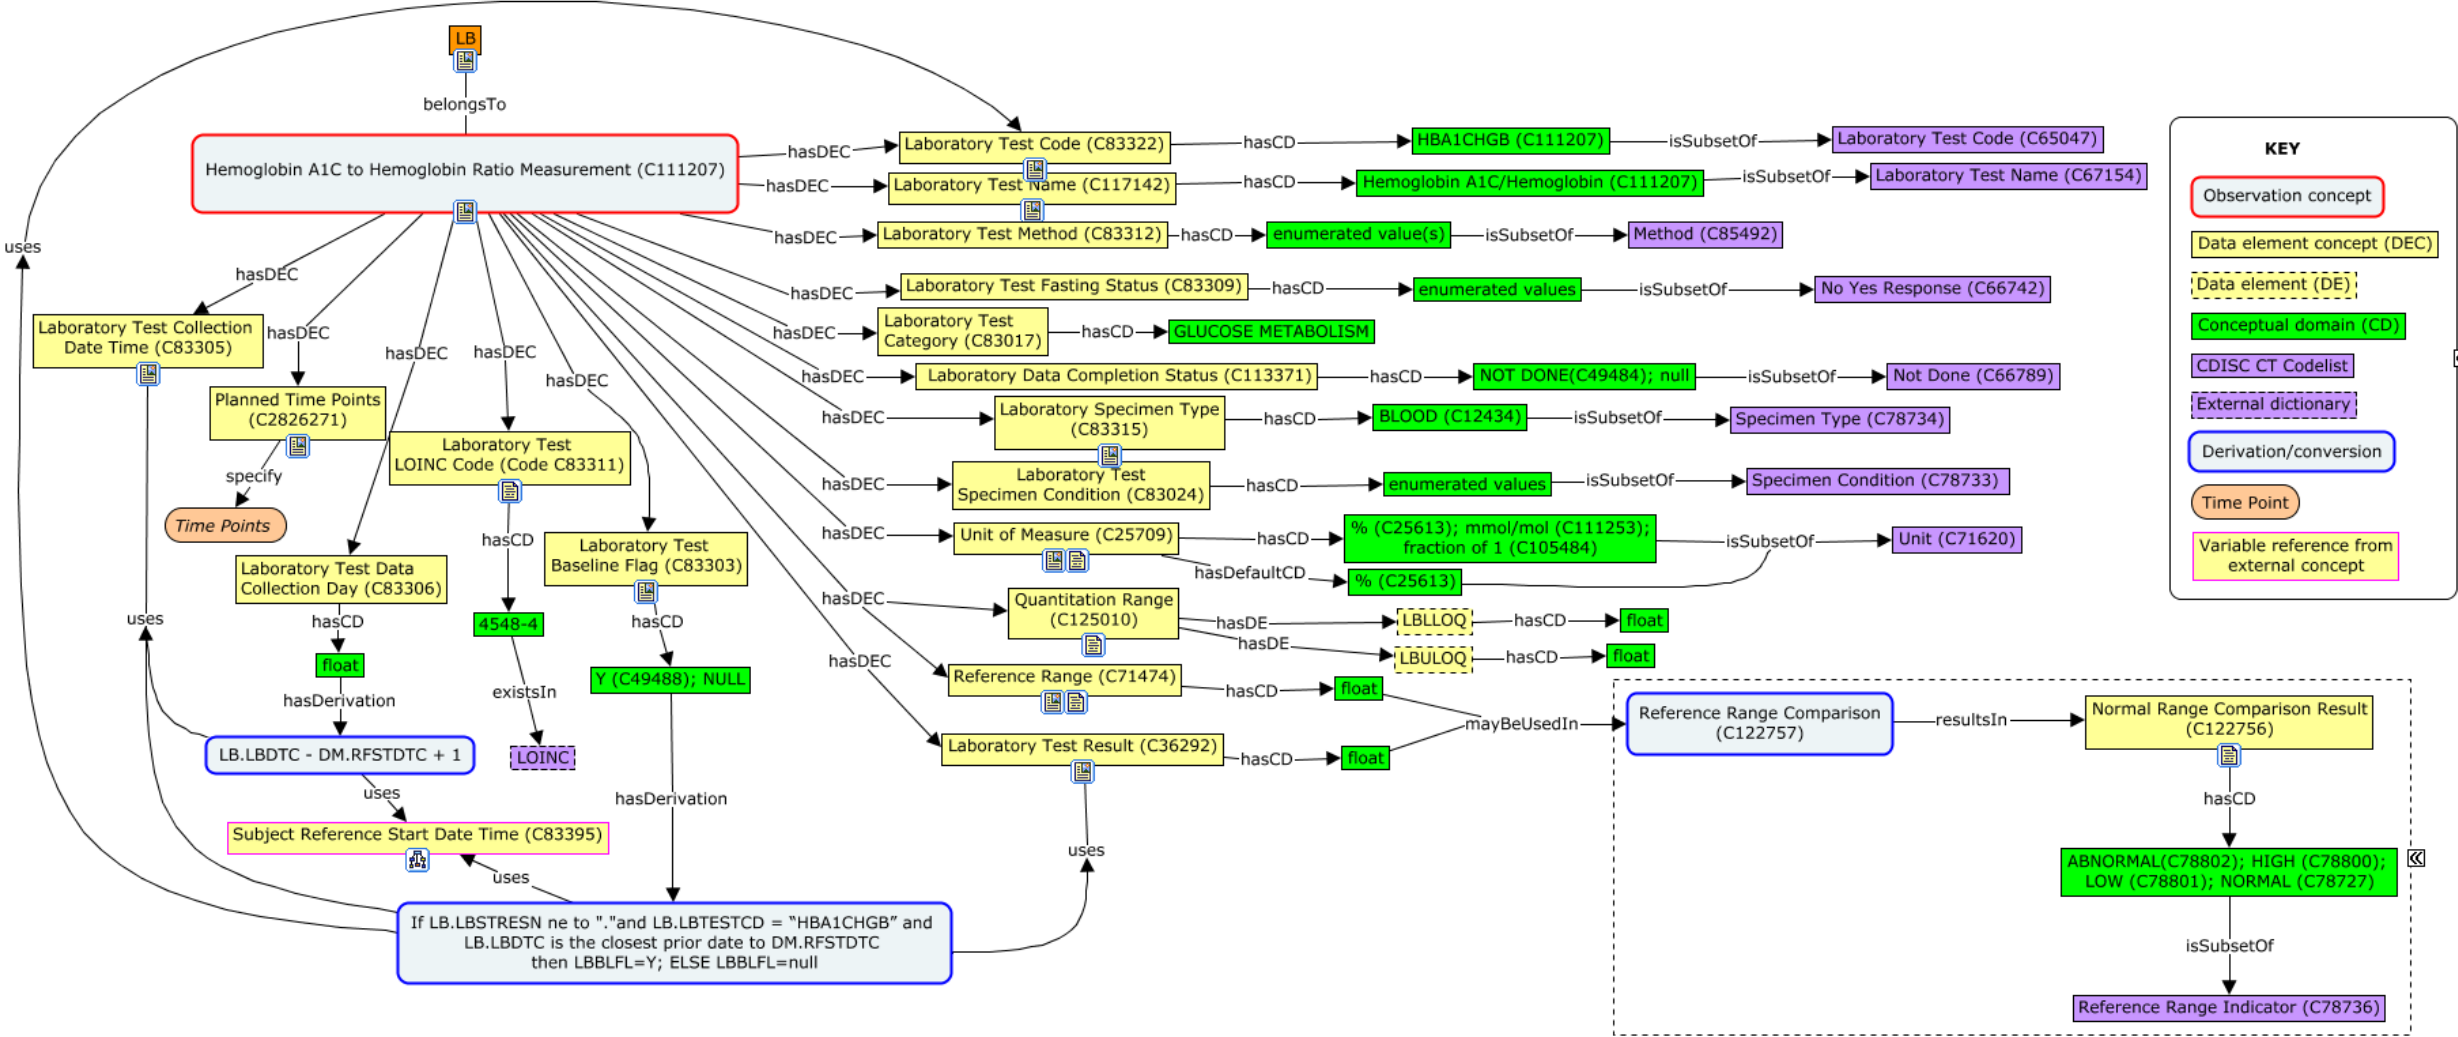 LB
belongsTo
Hemoglobin A1C to Hemoglobin Ratio Measurement (C111207)
uses
hasDEC
Laboratory Test Code (C83322)
hasCD
HBA1CHGB (C111207)
isSubsetOf
Laboratory Test Code (C65047)
hasDEC
Laboratory Test Name (C117142)
hasCD
Hemoglobin A1C/Hemoglobin (C111207)
isSubsetOf
Laboratory Test Name (C67154)
hasDEC
Laboratory Test Method (C83312)
hasCD
enumerated value(s)
isSubsetOf
Method (C85492)
hasDEC
Laboratory Test Fasting Status (C83309)
hasCD
enumerated values
isSubsetOf
No Yes Response (C66742)
hasDEC
Laboratory Test
Category (C83017)
hasCD
GLUCOSE METABOLISM
hasDEC
Laboratory Data Completion Status (C113371)
hasCD
NOT DONE(C49484); null
isSubsetOf
Not Done (C66789)
hasDEC
Laboratory Specimen Type
(C83315)
hasCD
BLOOD (C12434)
isSubsetOf
Specimen Type (C78734)
hasDEC
Laboratory Test
Specimen Condition (C83024)
hasCD
enumerated values
isSubsetOf
Specimen Condition (C78733)
hasDEC
Unit of Measure (C25709)
hasCD
% (C25613); mmol/mol (C111253);
fraction of 1 (C105484)
isSubsetOf
Unit (C71620)
hasDefaultCD
% (C25613)
hasDEC
Quantitation Range
(C125010)
hasDE
LBLLOQ
hasCD
float
hasDE
LBULOQ
hasCD
float
Reference Range (C71474)
hasCD
float
hasDEC
Laboratory Test Result (C36292)
hasCD
float
mayBeUsedIn
Reference Range Comparison
(C122757)
resultsIn
Normal Range Comparison Result
(C122756)
hasCD
ABNORMAL(C78802); HIGH (C78800);
LOW (C78801); NORMAL (C78727)
isSubsetOf
Reference Range Indicator (C78736)
hasDEC
Laboratory Test Collection
Date Time (C83305)
uses
hasDEC
Planned Time Points
(C2826271)
specify
Time Points
hasDEC
Laboratory Test Data
Collection Day (C83306)
hasCD
float
hasDerivation
LB.LBDTC - DM.RFSTDTC + 1
uses
Subject Reference Start Date Time (C83395)
uses
hasDEC
Laboratory Test
LOINC Code (Code C83311)
hasCD
4548-4
existsIn
LOINC
hasDEC
Laboratory Test
Baseline Flag (C83303)
hasCD
Y (C49488); NULL
hasDerivation
If LB.LBSTRESN ne to "."and LB.LBTESTCD = “HBA1CHGB” and
LB.LBDTC is the closest prior date to DM.RFSTDTC
then LBBLFL=Y; ELSE LBBLFL=null
uses
KEY
Observation concept
Data element concept (DEC)
Data element (DE)
Conceptual domain (CD)
CDISC CT Codelist
External dictionary
Derivation/conversion
Time Point
Variable reference from
external concept